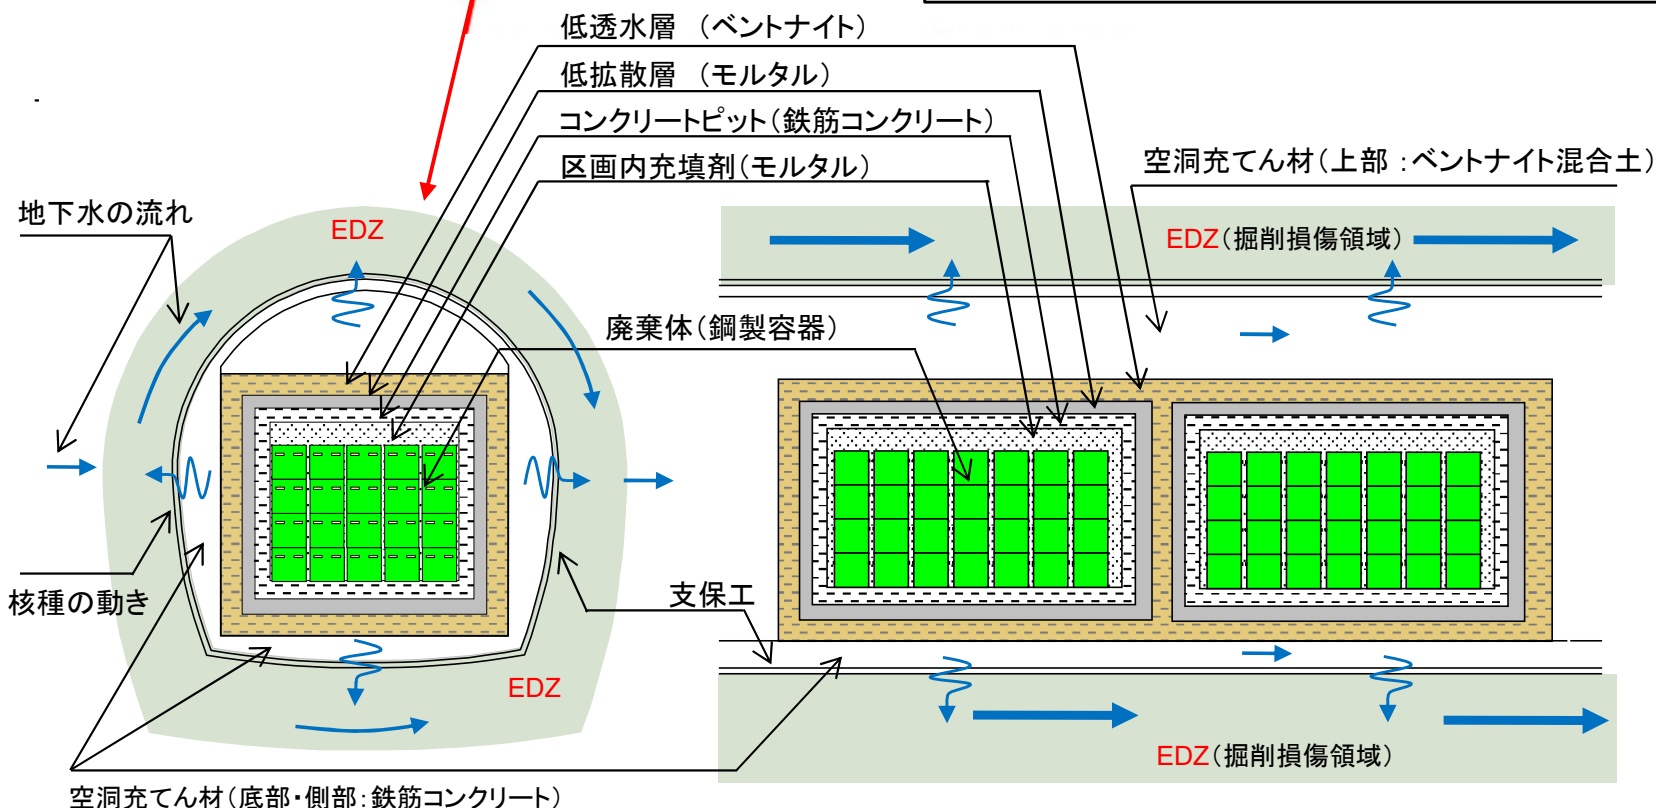 低透水層 (ベントナイト)
低拡散層 (モルタル)
コンクリートピット(鉄筋コンクリート)
区画内充填剤(モルタル)
空洞充てん材(上部:ベントナイト混合土)
地下水の流れ
EDZ
EDZ(掘削損傷領域)
廃棄体(鋼製容器)
核種の動き
支保工
EDZ
EDZ(掘削損傷領域)
空洞充てん材(底部・側部:鉄筋コンクリート)